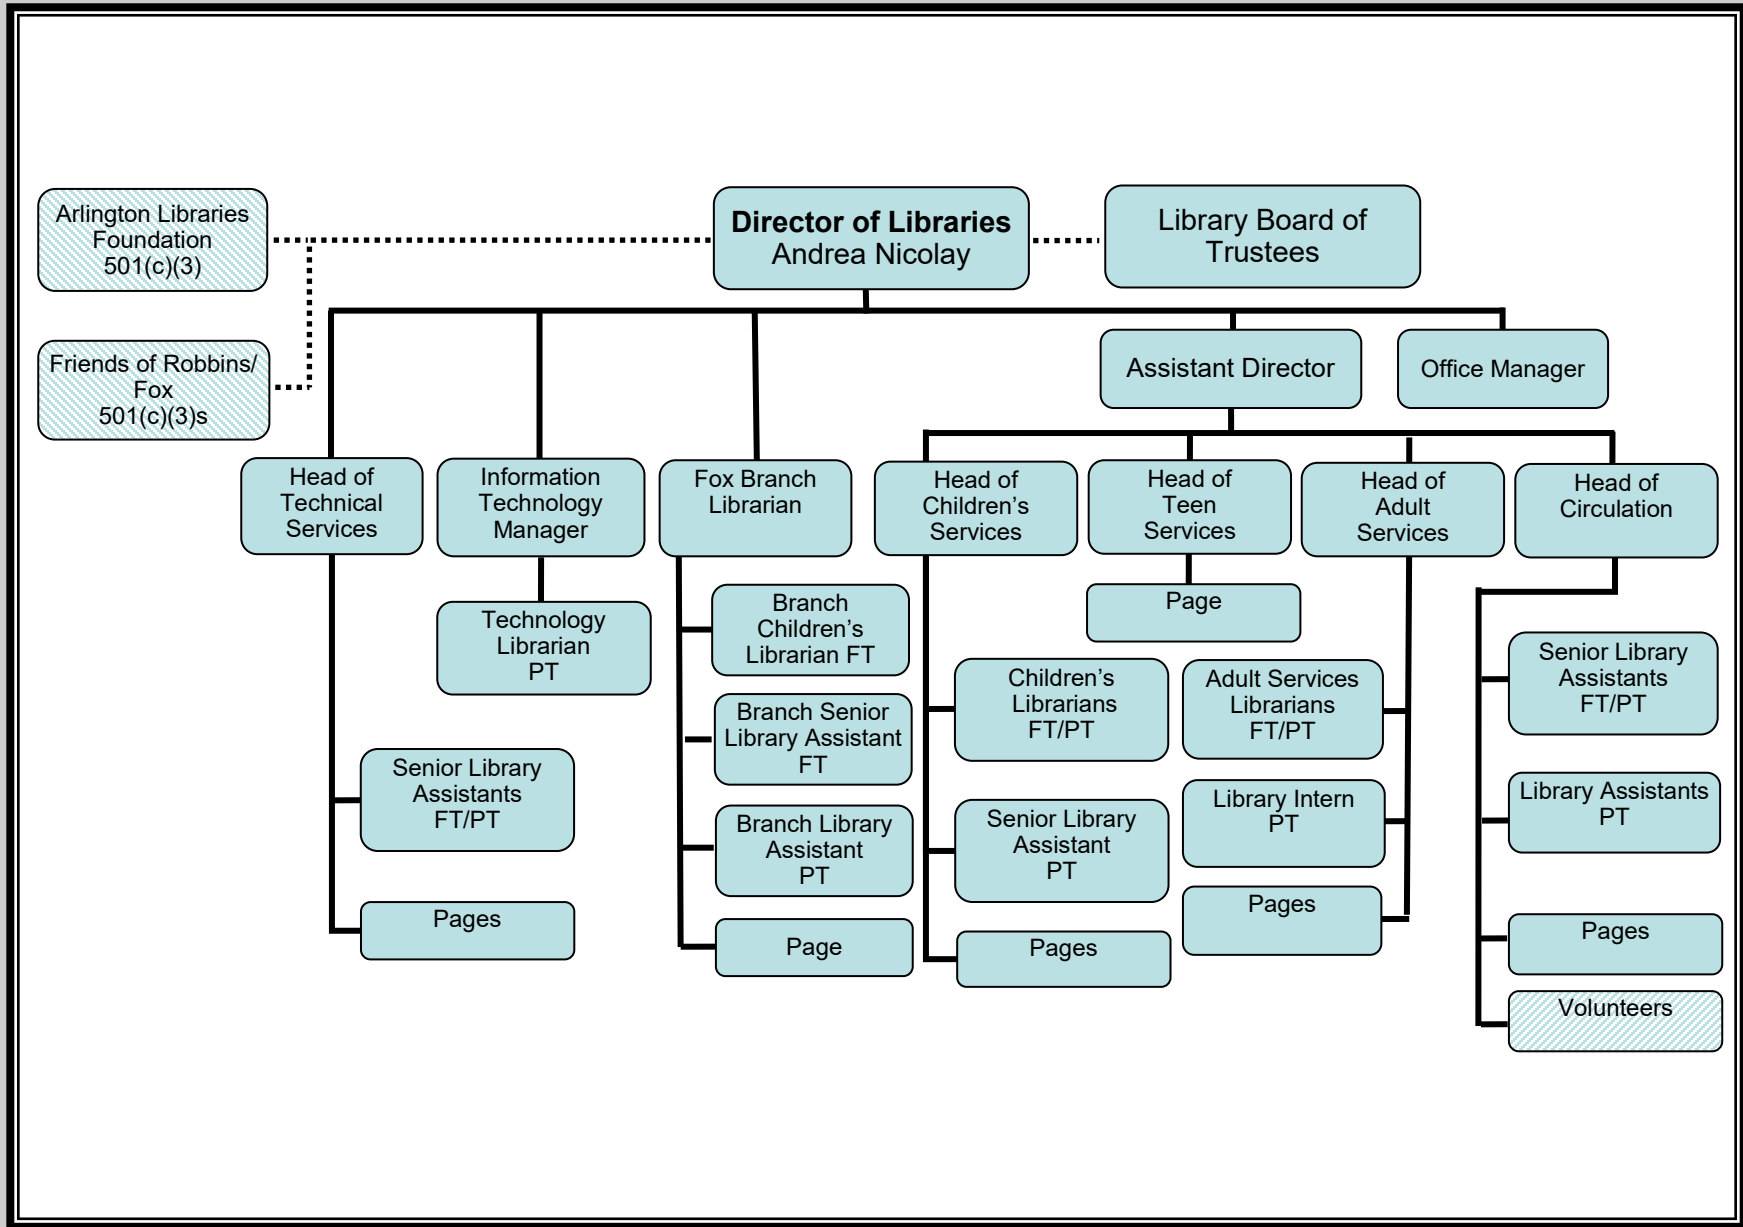 Arlington Libraries
Foundation
501(c)(3)
Director of Libraries
Andrea Nicolay
Library Board of
Trustees
Friends of Robbins/
Fox
501(c)(3)s
Assistant Director
Office Manager
Head of
Technical
Services
Information
Technology
Manager
Fox Branch
Librarian
Head of
Children’s
Services
Head of
Teen
Services
Head of
Adult
Services
Head of
Circulation
Technology
Librarian
PT
Branch
Children’s
Librarian FT
Page
Children’s
Librarians
FT/PT
Adult Services
Librarians
FT/PT
Senior Library
Assistants
FT/PT
Branch Senior
Library Assistant
FT
Senior Library
Assistants
FT/PT
Branch Library
Assistant
PT
Senior Library
Assistant
PT
Library Intern
PT
Library Assistants
PT
Pages
Page
Pages
Pages
Pages
Volunteers